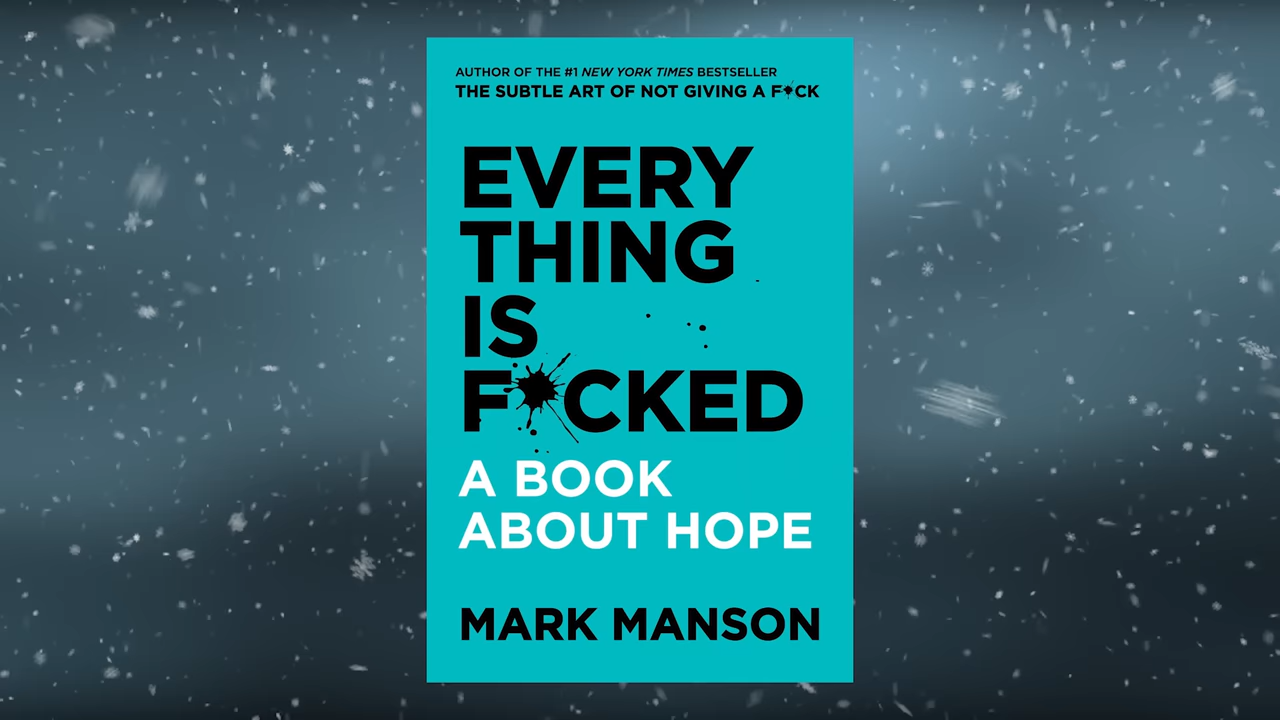 AUTHOR OF THE #1 NEW YORK TIMES BESTSELLER
THE SUBTLE ART OF NOT GIVING A F*CK
EVERY
THING
IS
F*CKED
A BOOK
ABOUT HOPE
MARK MANSON